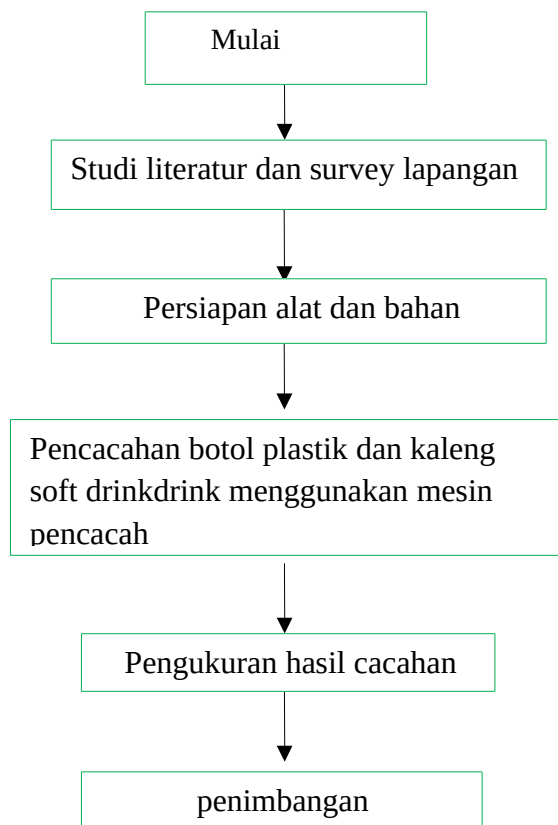 Mulai
Studi literatur dan survey lapangan
Persiapan alat dan bahan
Pencacahan botol plastik dan kaleng
soft drinkdrink menggunakan mesin
pencacah
Pengukuran hasil cacahan
penimbangan